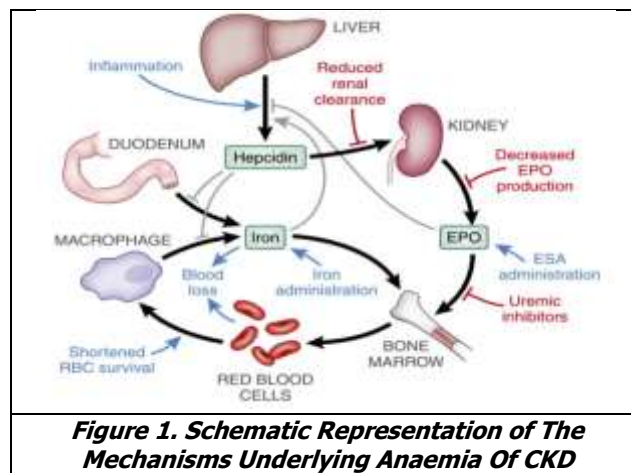 LIVER
Inflammation
Reduced
renal
clearance
KIDNEY
DUODENUM
Hepcidin
Decreased
EPO
production
MACROPHAGE
Iron
EPO
Blood
loss
Iron
administration
ESA
administration
Uremic
inhibitors
Shortened
RBC survival
BONE
MARROW
RED BLOOD
CELLS
Figure 1. Schematic Representation of The
Mechanisms Underlying Anaemia Of CKD